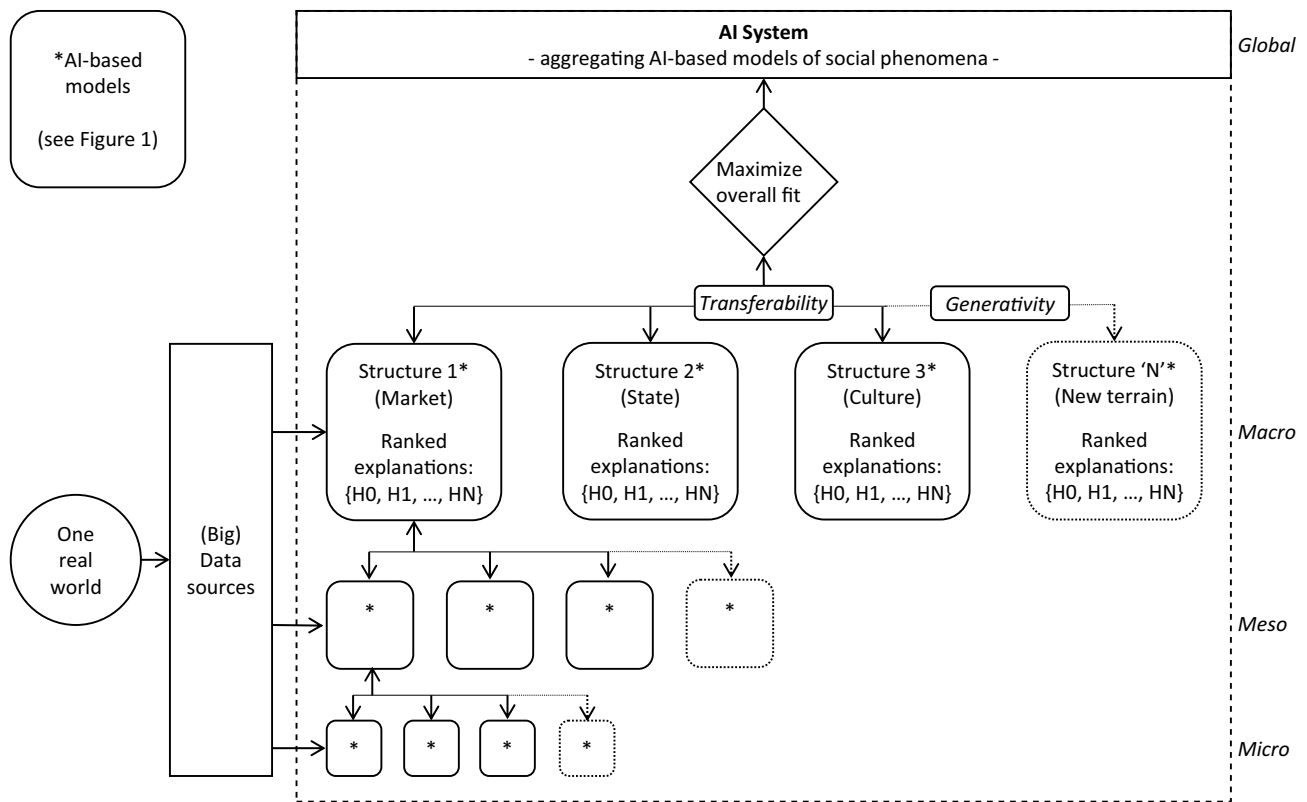 *AI-based
models
(see Figure 1)
AI System
- aggregating AI-based models of social phenomena -
Global
Maximize
overall fit
Transferability
Generativity
Structure 1*
(Market)
Ranked
explanations:
{H0, H1, ..., HN}
Structure 2*
(State)
Ranked
explanations:
{H0, H1, ..., HN}
Structure 3*
(Culture)
Ranked
explanations:
{H0, H1, ..., HN}
Structure ‘N’*
(New terrain)
Ranked
explanations:
{H0, H1, ..., HN}
Macro
One
real
world
(Big)
Data
sources
*
*
*
*
Meso
*
*
*
*
Micro